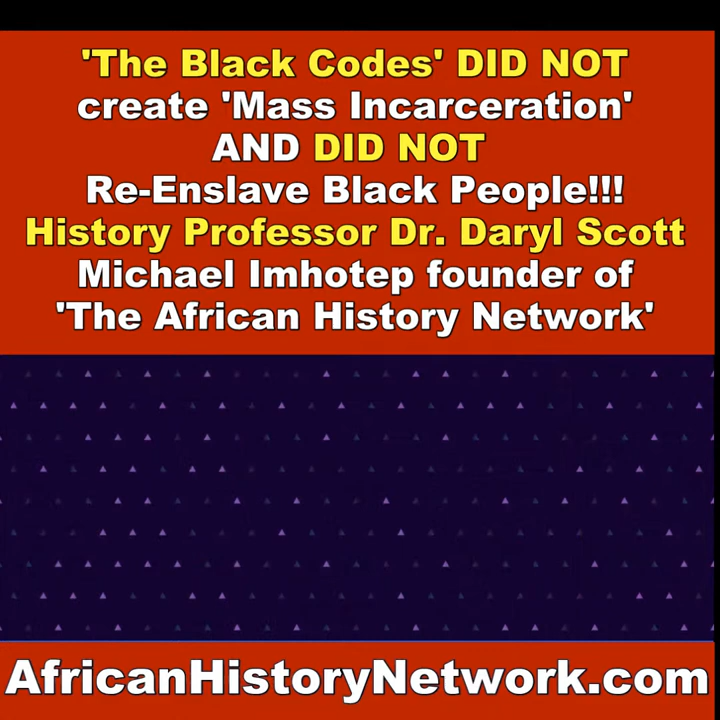 'The Black Codes' DID NOT
create 'Mass Incarceration'
AND DID NOT
Re-Enslave Black People!!!
History Professor Dr. Daryl Scott
Michael Imhotep founder of
'The African History Network'
AfricanHistoryNetwork.com